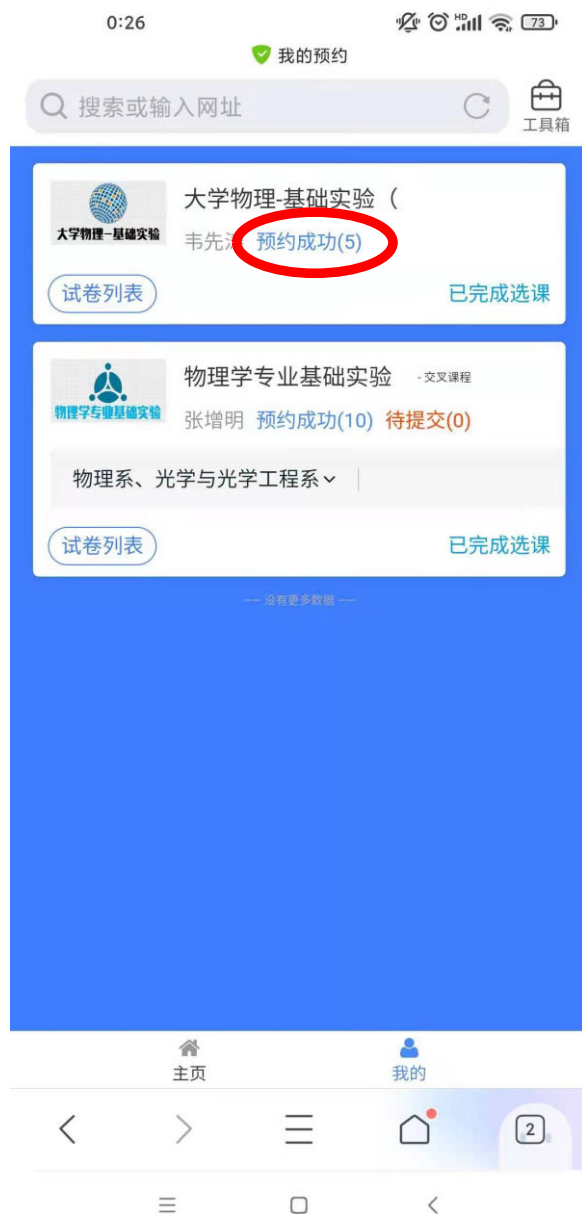 0:26
HD
73
我的预约
搜索或输入网址
工具箱
大学物理-基础实验（
大学物理-基础实验
韦先 预约成功(5)
试卷列表
已完成选课
物理学专业基础实验 -交叉课程
物理学专业基础实验
张增明 预约成功(10) 待提交(0)
物理系、光学与光学工程系
试卷列表
已完成选课
—— 没有更多数据 ——
主页
我的
2